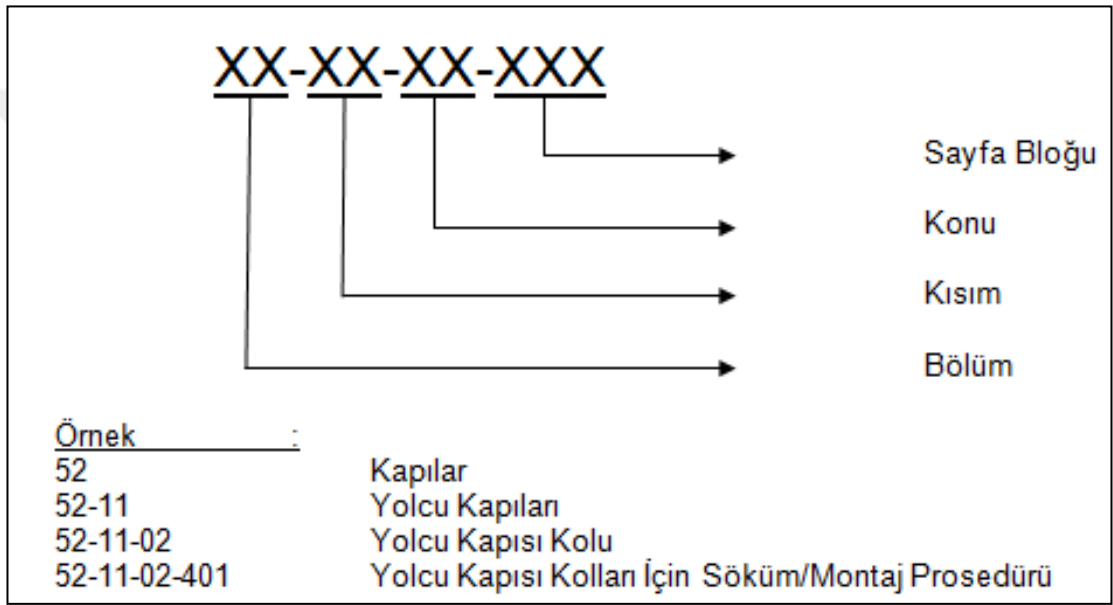 XX-XX-XX-XXX
Sayfa Bloğu
Konu
Kısım
Bölüm
Örnek :
52 Kapılar
52-11 Yolcu Kapıları
52-11-02 Yolcu Kapısı Kolu
52-11-02-401 Yolcu Kapısı Kolları İçin Söküm/Montaj Prosedürü